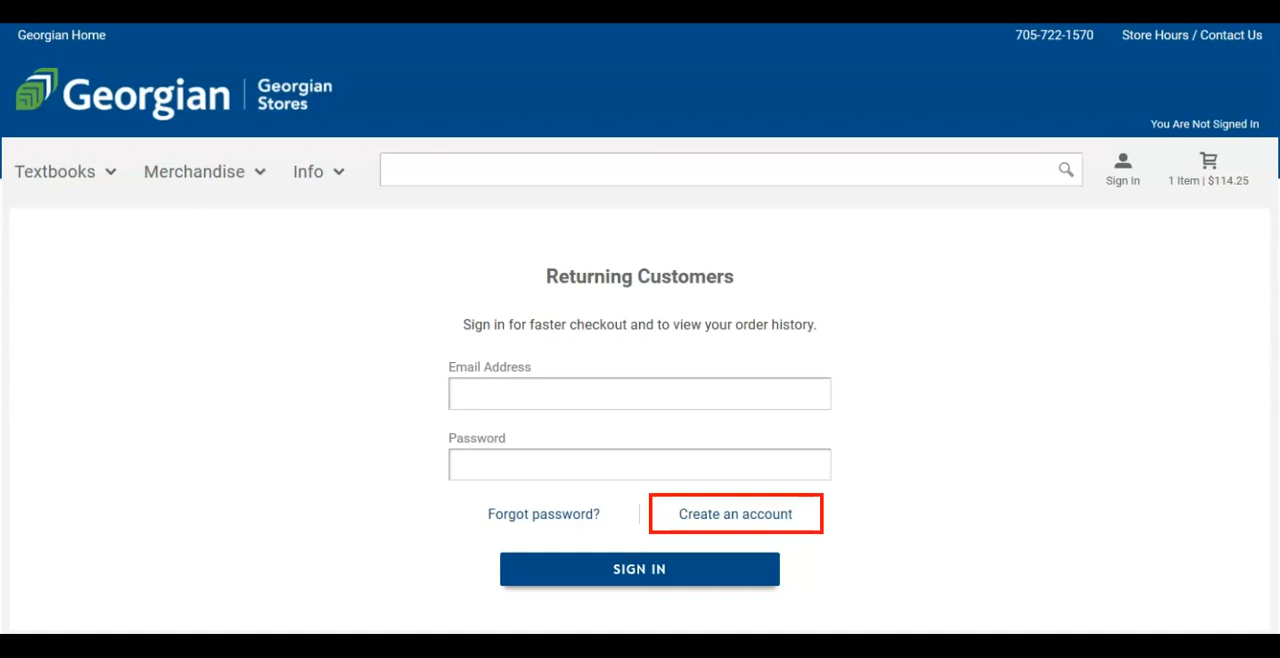 Georgian Home
705-722-1570
Store Hours / Contact Us
Georgian
Georgian
Stores
You Are Not Signed In
Textbooks
Merchandise
Info
Sign In
1 Item | $114.25
Returning Customers
Sign in for faster checkout and to view your order history.
Email Address
Password
Forgot password?
Create an account
SIGN IN